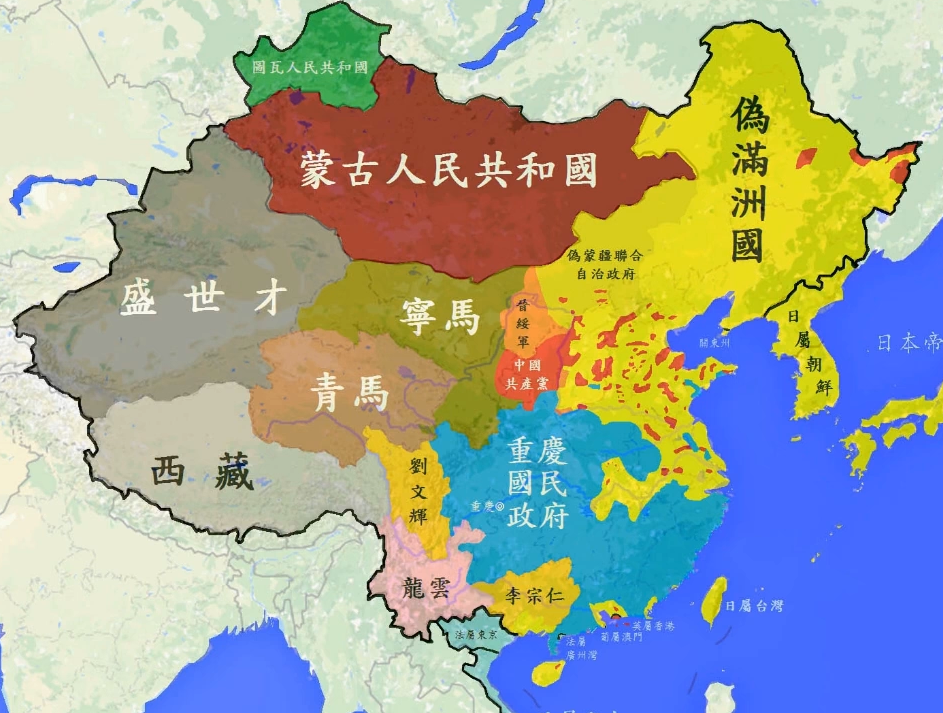 圖瓦人民共和國
蒙古人民共和國
偽滿洲國
盛世才
偽蒙疆聯合
自治政府
寧馬
晉綏軍
日屬朝鮮
關東州
日本帝
中國
共產黨
青馬
西藏
劉文輝
重慶
國民
政府
重慶
龍雲
李宗仁
日屬台灣
英屬香港
葡屬澳門
法屬東京
法屬
廣州灣